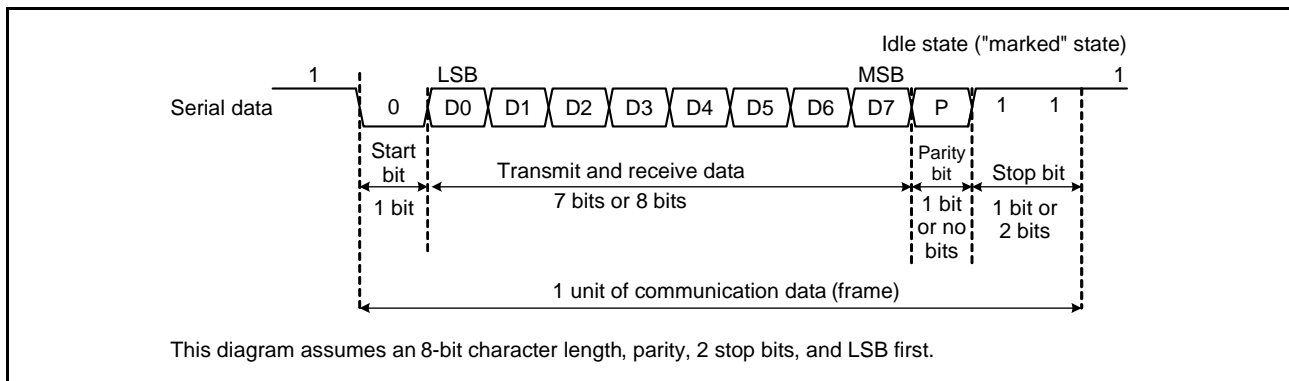 Idle state ("marked" state)
1 LSB MSB 1
Serial data 0 D0 D1 D2 D3 D4 D5 D6 D7 P 1 1
Start bit
1 bit
Transmit and receive data
7 bits or 8 bits
Parity bit
1 bit or no bits
Stop bit
1 bit or 2 bits
1 unit of communication data (frame)
This diagram assumes an 8-bit character length, parity, 2 stop bits, and LSB first.